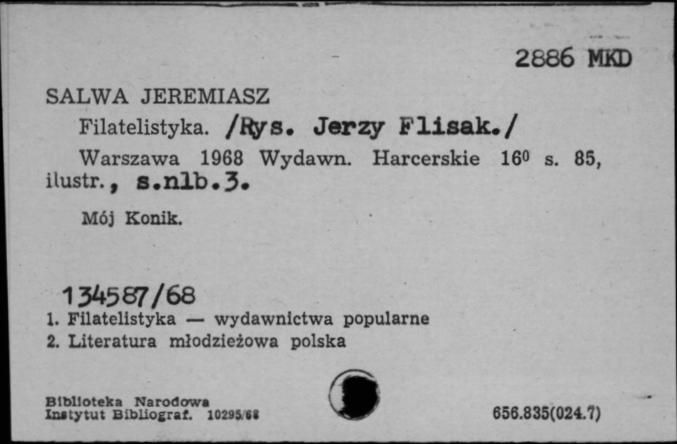 2886 MKD
SALWA JEREMIASZ
Filatelistyka. /Rys. Jerzy Flisak./
Warszawa 1968 Wydawn. Harcerskie 16⁰ s. 85,
ilustr., s.nlb.3.
Mój Konik.
134587/68
1. Filatelistyka — wydawnictwa popularne
2. Literatura młodzieżowa polska
Biblioteka Narodowa
Instytut Bibliograf. 10295/68
656.835(024.7)